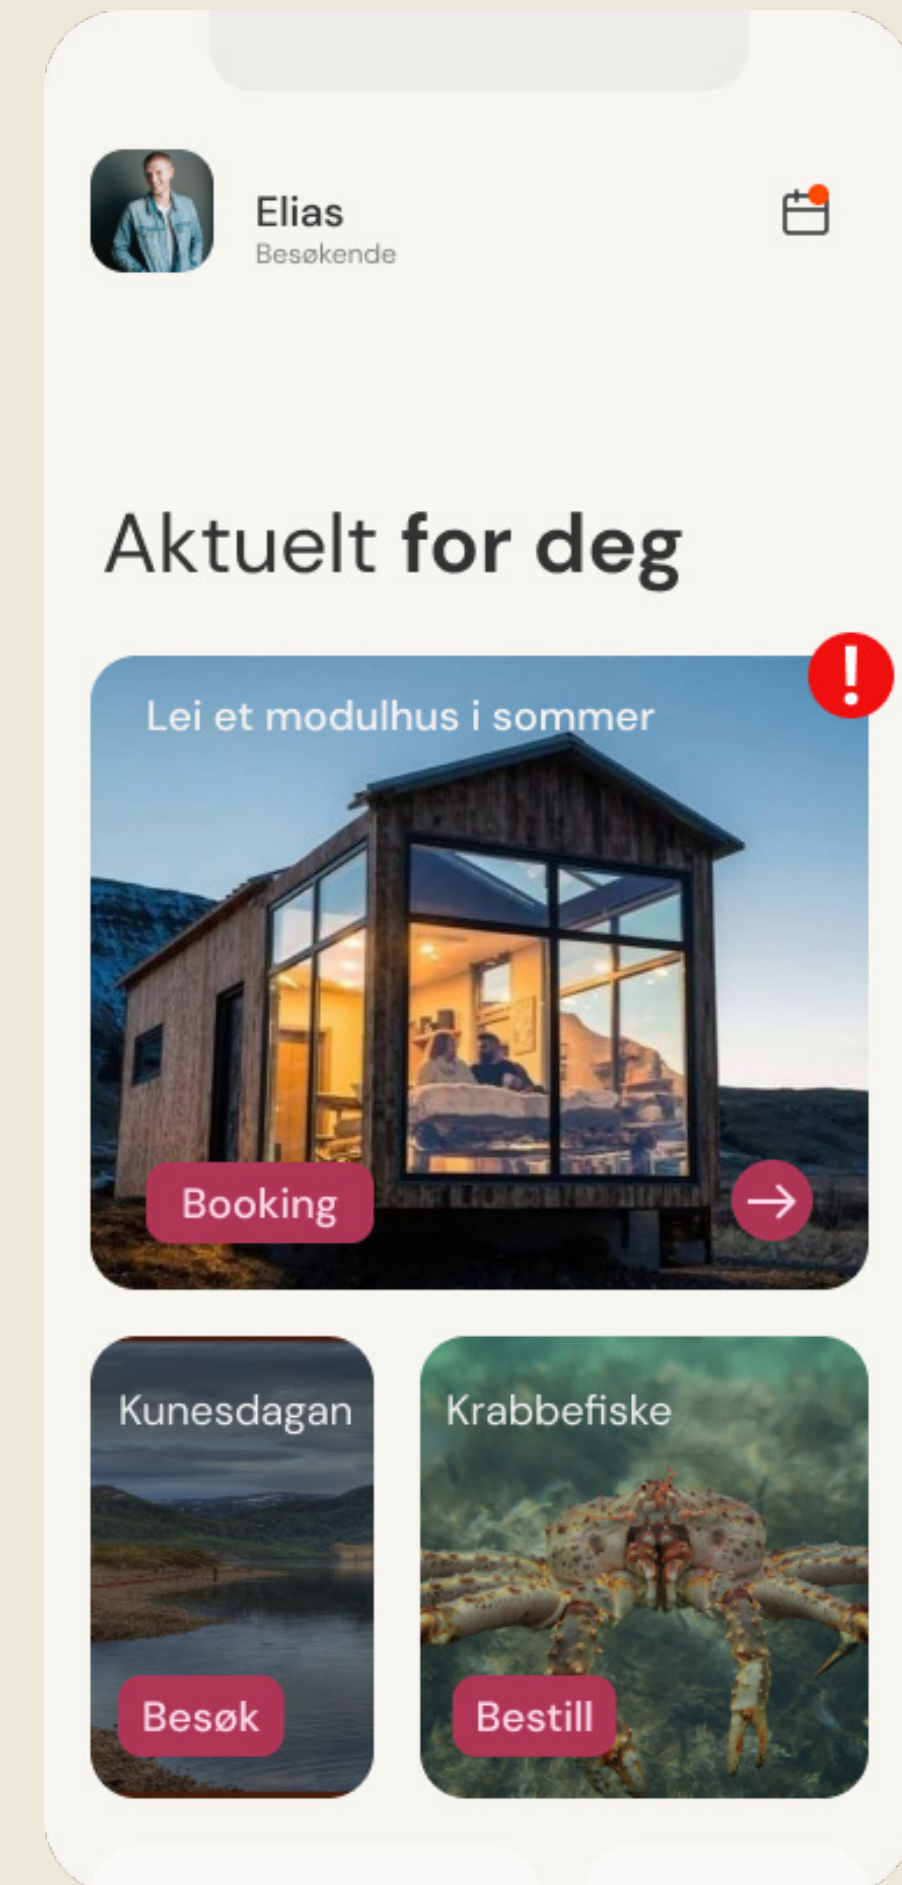 Elias
Besøkende
Aktuelt for deg
!
Lei et modulhus i sommer
Booking
Kunesdagan
Krabbefiske
Besøk
Bestill